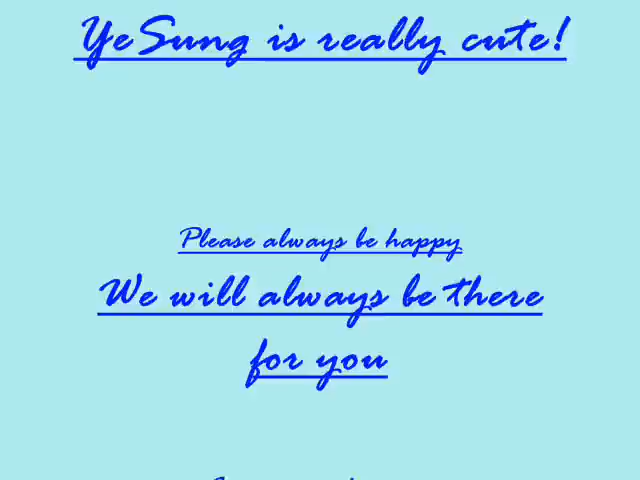 YeSung is really cute!
Please always be happy
We will always be there
for you